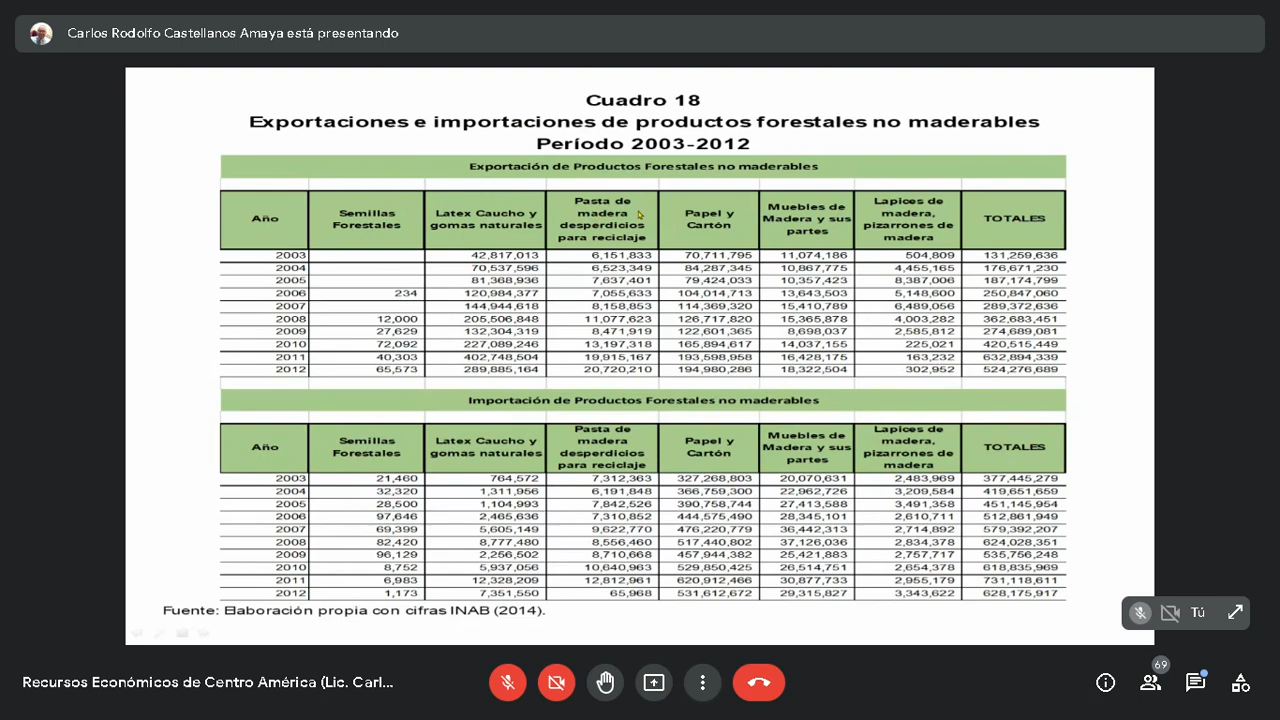 Carlos Rodolfo Castellanos Amaya está presentando
Cuadro 18
Exportaciones e importaciones de productos forestales no maderables
Período 2003-2012
Exportación de Productos Forestales no maderables
Año Semillas Forestales Latex Caucho y gomas naturales Pasta de madera desperdicios para reciclaje Papel y Cartón Muebles de Madera y sus partes Lapices de madera, pizarrones de madera TOTALES
2003 42,817,013 6,151,833 70,711,795 11,074,186 504,809 131,259,636
2004 70,537,596 6,523,349 84,287,345 10,867,775 4,455,165 176,671,230
2005 81,368,936 7,637,401 79,424,033 10,357,423 8,387,006 187,174,799
2006 234 120,984,377 7,055,633 104,014,713 13,643,503 5,148,600 250,847,060
2007 144,944,618 8,158,853 114,369,320 15,410,789 6,489,056 289,372,636
2008 12,000 205,506,848 11,077,623 126,717,820 15,365,878 4,003,282 362,683,451
2009 27,629 132,304,319 8,471,919 122,601,365 8,698,037 2,585,812 274,689,081
2010 72,092 227,089,246 13,197,318 165,894,617 14,037,155 225,021 420,515,449
2011 40,303 402,748,504 19,915,167 193,598,958 16,428,175 163,232 632,894,339
2012 65,573 289,885,164 20,720,210 194,980,286 18,322,504 302,952 524,276,689
Importación de Productos Forestales no maderables
Año Semillas Forestales Latex Caucho y gomas naturales Pasta de madera desperdicios para reciclaje Papel y Cartón Muebles de Madera y sus partes Lapices de madera, pizarrones de madera TOTALES
2003 21,460 764,572 7,312,363 327,268,803 20,070,631 2,483,969 377,445,279
2004 32,320 1,311,956 6,191,848 366,759,300 22,962,726 3,209,584 419,651,659
2005 28,500 1,104,993 7,842,526 390,758,744 27,413,588 3,491,358 451,145,954
2006 97,646 2,465,636 7,310,852 444,575,490 28,345,101 2,610,711 512,861,949
2007 69,399 5,605,149 9,622,770 476,220,779 36,442,313 2,714,892 579,392,207
2008 82,420 8,777,480 8,556,460 517,440,802 37,126,036 2,834,378 624,028,351
2009 96,129 2,256,502 8,710,668 457,944,382 25,421,883 2,757,717 535,756,248
2010 8,752 5,937,056 10,640,963 529,850,425 26,514,751 2,654,378 618,835,969
2011 6,983 12,328,209 12,812,961 620,912,466 30,877,733 2,955,179 731,118,611
2012 1,173 7,351,550 65,968 531,612,672 29,315,827 3,343,622 628,175,917
Fuente: Elaboración propia con cifras INAB (2014).
Tú
69
Recursos Económicos de Centro América (Lic. Carl...